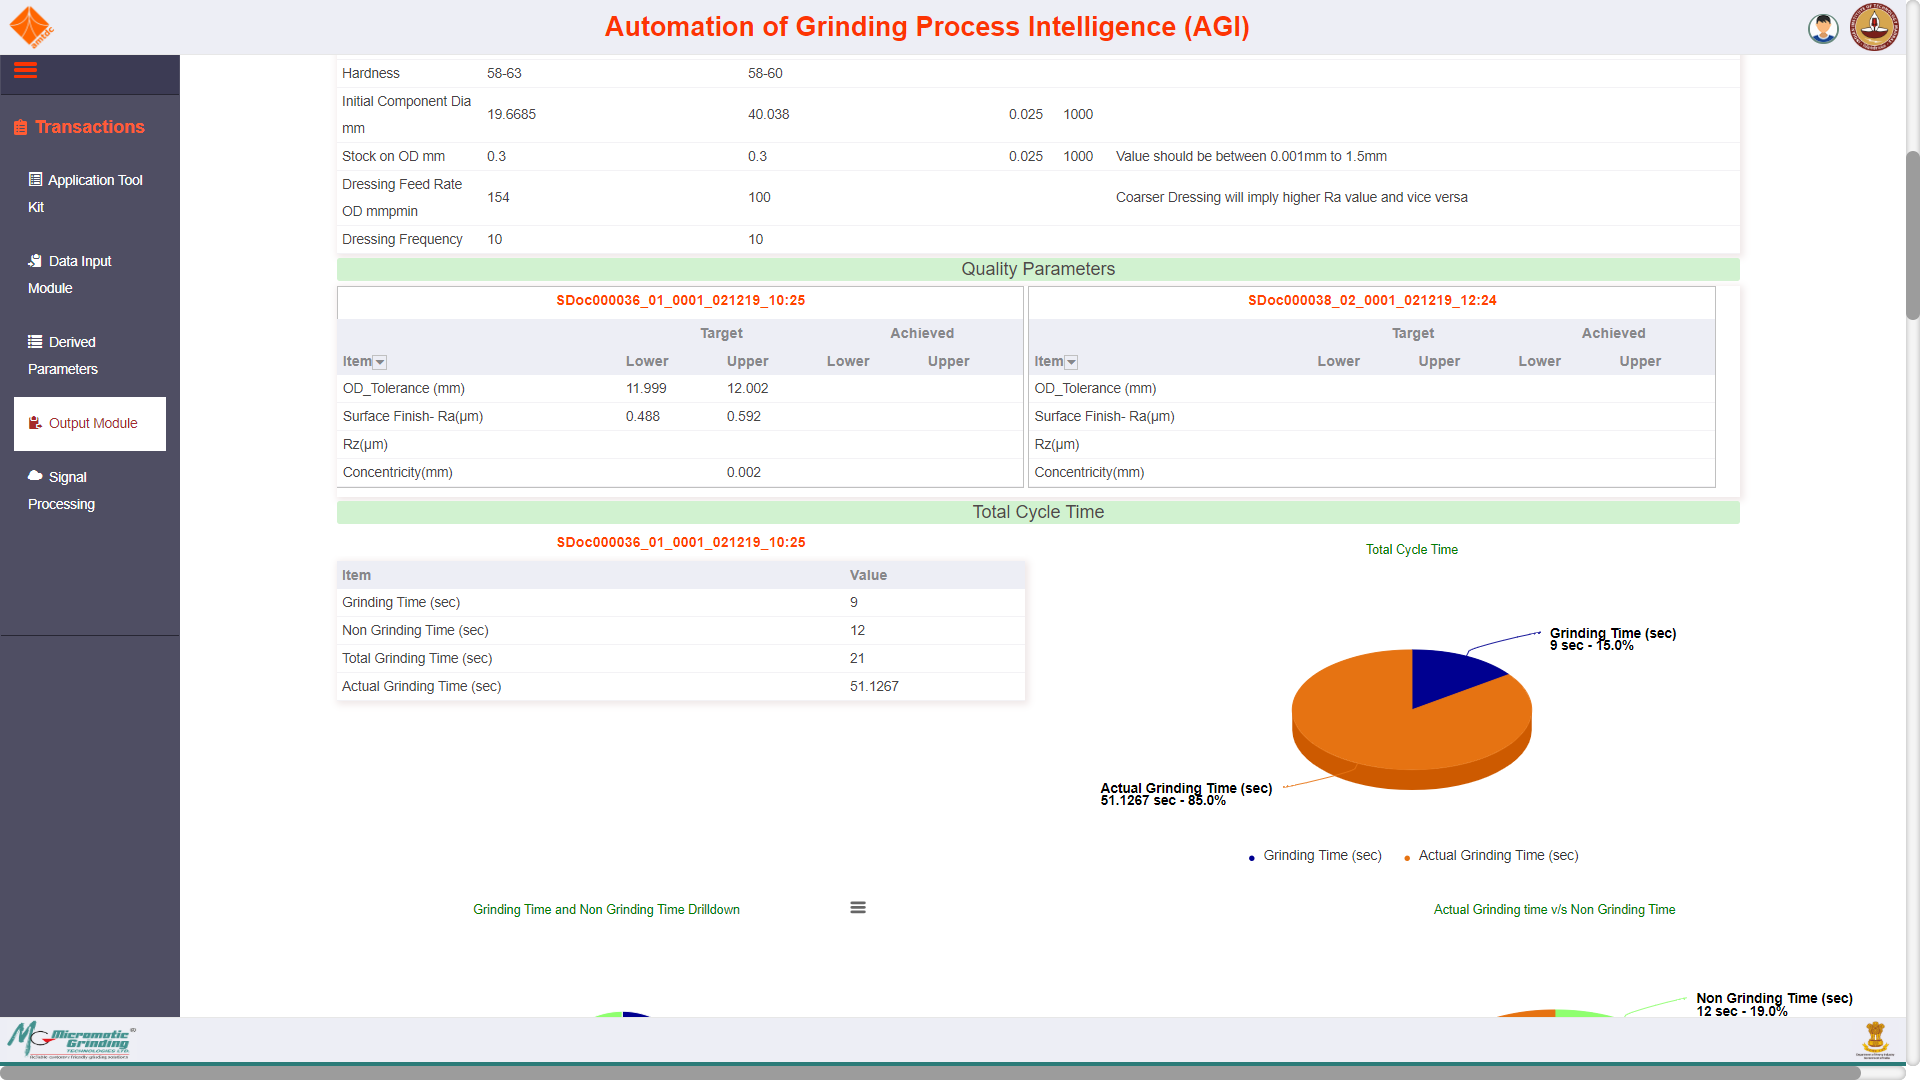 Automation of Grinding Process Intelligence (AGI)
amtdc
Transactions
Application Tool
Kit
Data Input
Module
Derived
Parameters
Output Module
Signal
Processing
Hardness 58-63 58-60
Initial Component Dia
mm 19.6685 40.038 0.025 1000
Stock on OD mm 0.3 0.3 0.025 1000 Value should be between 0.001mm to 1.5mm
Dressing Feed Rate
OD mmpmin 154 100 Coarser Dressing will imply higher Ra value and vice versa
Dressing Frequency 10 10
Quality Parameters
SDoc000036_01_0001_021219_10:25
Target Achieved
Item Lower Upper Lower Upper
OD_Tolerance (mm) 11.999 12.002
Surface Finish- Ra(µm) 0.488 0.592
Rz(µm)
Concentricity(mm) 0.002
SDoc000038_02_0001_021219_12:24
Target Achieved
Item Lower Upper Lower Upper
OD_Tolerance (mm)
Surface Finish- Ra(µm)
Rz(µm)
Concentricity(mm)
Total Cycle Time
SDoc000036_01_0001_021219_10:25
Item Value
Grinding Time (sec) 9
Non Grinding Time (sec) 12
Total Grinding Time (sec) 21
Actual Grinding Time (sec) 51.1267
Total Cycle Time
Grinding Time (sec)
9 sec - 15.0%
Actual Grinding Time (sec)
51.1267 sec - 85.0%
Grinding Time (sec) Actual Grinding Time (sec)
Grinding Time and Non Grinding Time Drilldown
Actual Grinding time v/s Non Grinding Time
Non Grinding Time (sec)
12 sec - 19.0%
Micromatic
Grinding
TECHNOLOGIES LTD.